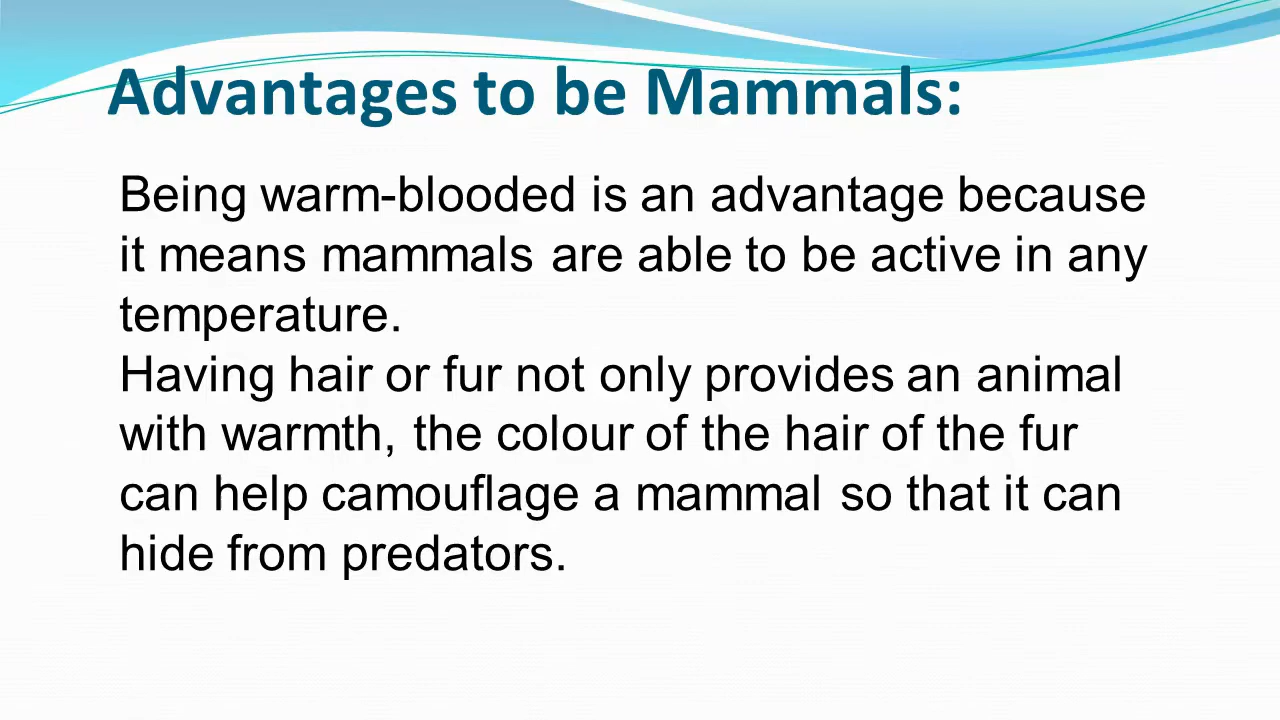 Advantages to be Mammals:
Being warm-blooded is an advantage because
it means mammals are able to be active in any
temperature.
Having hair or fur not only provides an animal
with warmth, the colour of the hair of the fur
can help camouflage a mammal so that it can
hide from predators.